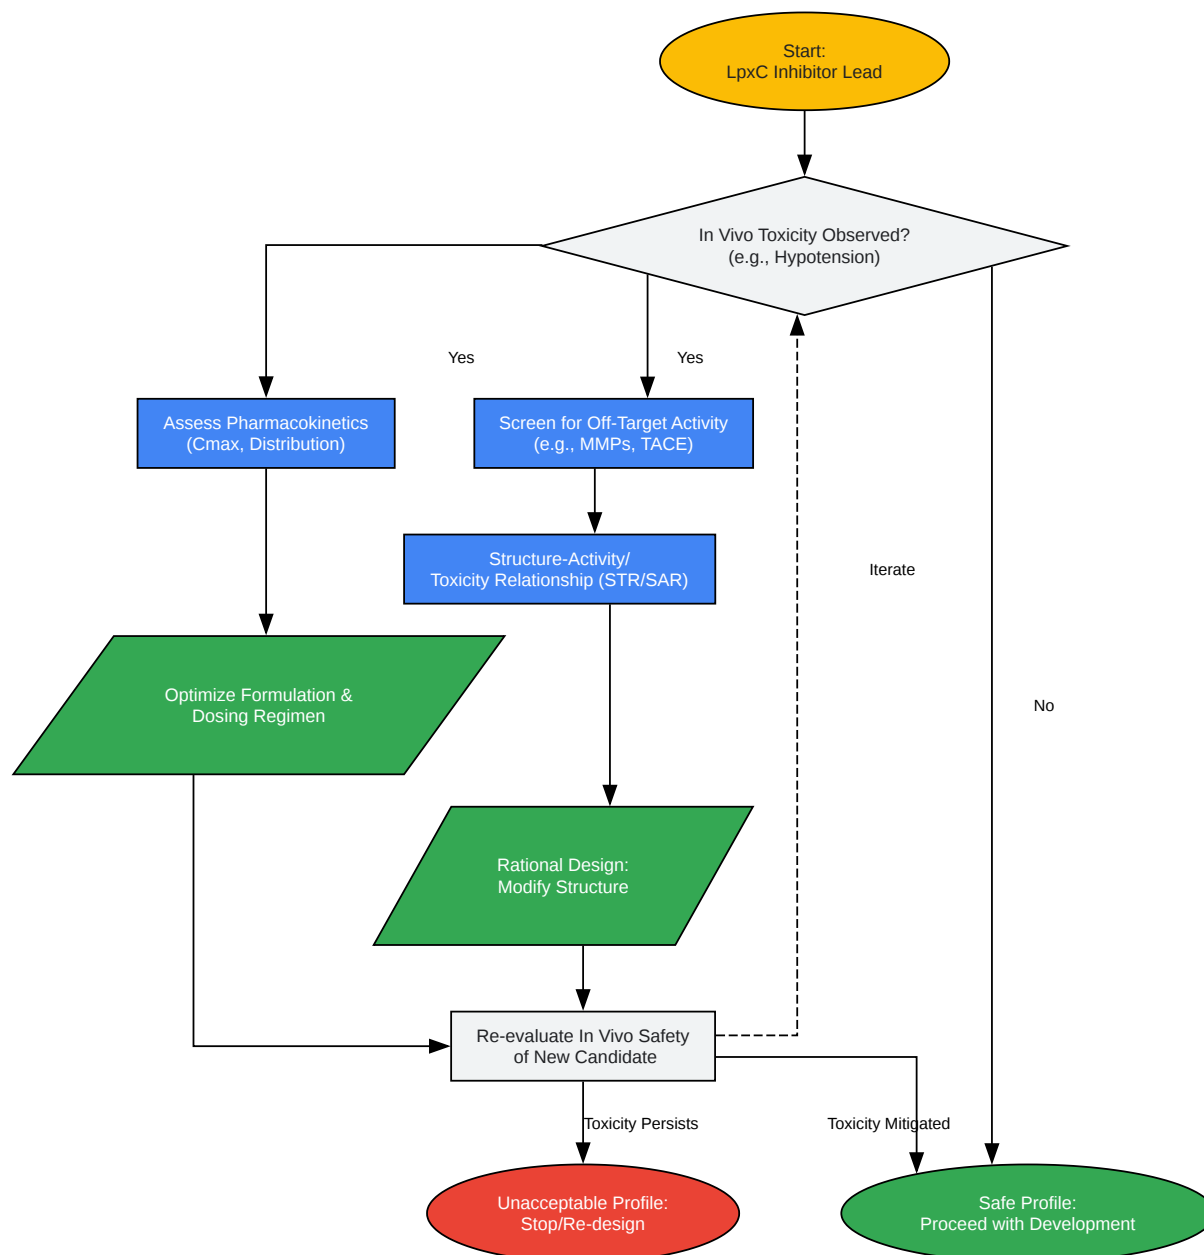 Start:
LpxC Inhibitor Lead
In Vivo Toxicity Observed?
(e.g., Hypotension)
Yes
Yes
Assess Pharmacokinetics
(Cmax, Distribution)
Screen for Off-Target Activity
(e.g., MMPs, TACE)
Structure-Activity/
Toxicity Relationship (STR/SAR)
Iterate
Optimize Formulation &
Dosing Regimen
No
Rational Design:
Modify Structure
Re-evaluate In Vivo Safety
of New Candidate
Toxicity Persists
Toxicity Mitigated
Unacceptable Profile:
Stop/Re-design
Safe Profile:
Proceed with Development